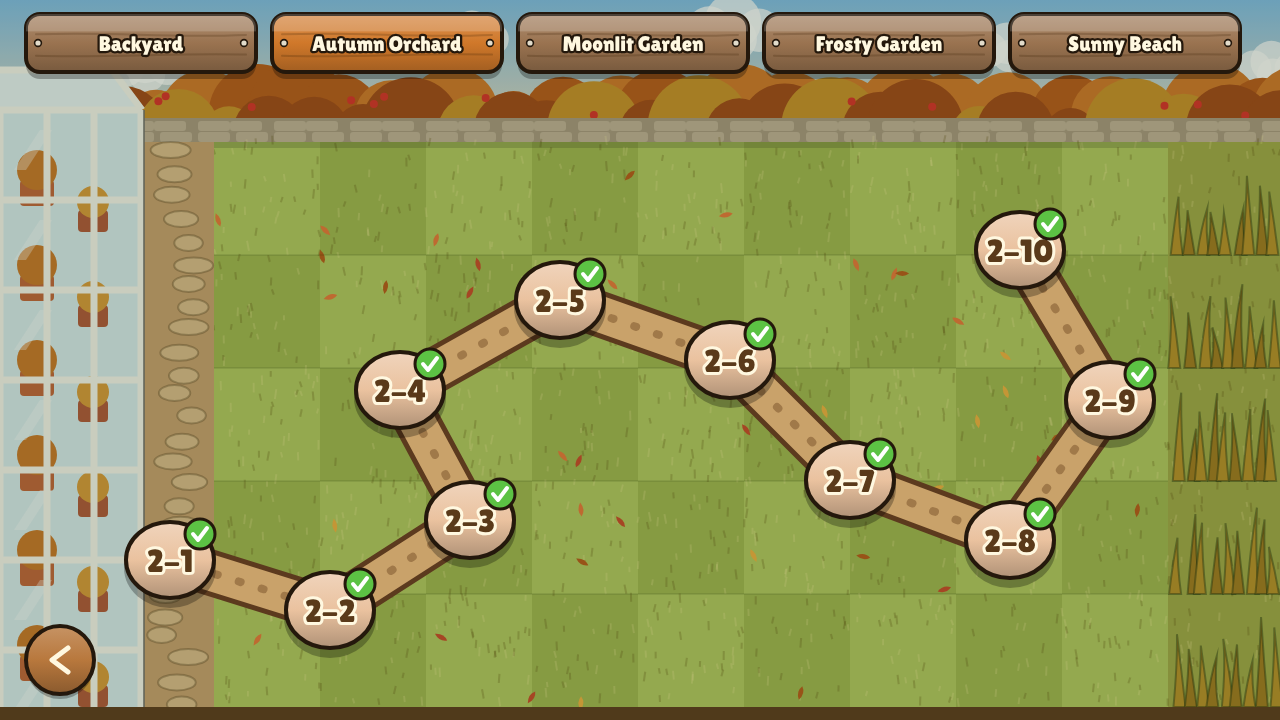 Backyard
Autumn Orchard
Moonlit Garden
Frosty Garden
Sunny Beach
2-10
2-5
2-6
2-4
2-9
2-7
2-3
2-8
2-1
2-2